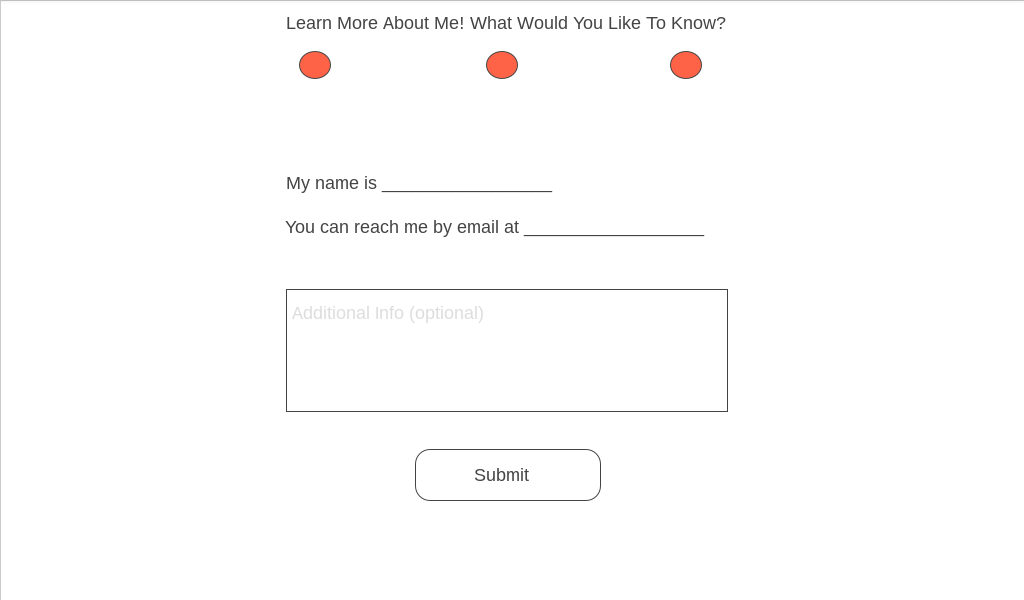 Learn More About Me! What Would You Like To Know?
My name is _________________
You can reach me by email at __________________
Additional Info (optional)
Submit